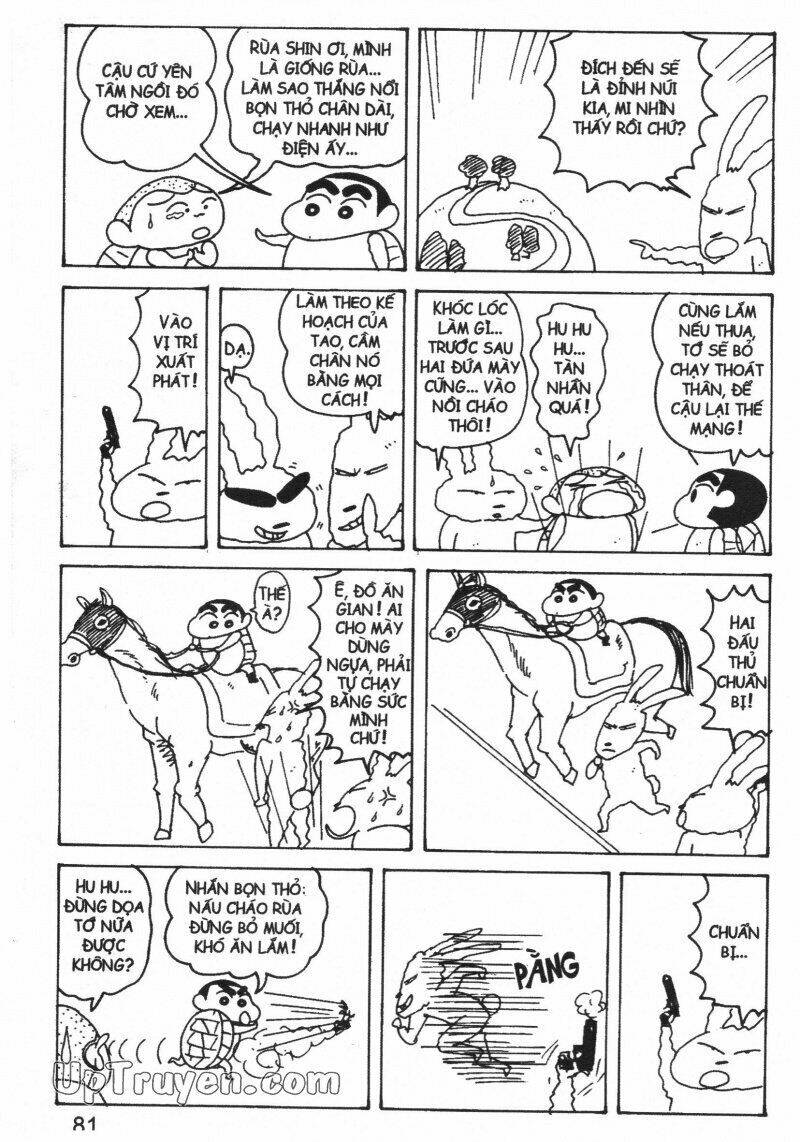 ĐÍCH ĐẾN SẼ
LÀ ĐỈNH NÚI
KIA, MI NHÌN
THẤY RỒI CHỨ?
RÙA SHIN ƠI, MÌNH
LÀ GIỐNG RÙA...
LÀM SAO THẮNG NỔI
BỌN THỎ CHÂN DÀI,
CHẠY NHANH NHƯ
ĐIỆN ẤY...
CẬU CỨ YÊN
TÂM NGỒI ĐÓ
CHỜ XEM...
CÙNG LẮM
NẾU THUA,
TỚ SẼ BỎ
CHẠY THOÁT
THÂN, ĐỂ
CẬU LẠI THẾ
MẠNG!
HU HU
HU...
TÀN
NHẪN
QUÁ!
KHÓC LÓC
LÀM GÌ...
TRƯỚC SAU
HAI ĐỨA MÀY
CŨNG... VÀO
NỒI CHÁO
THÔI!
LÀM THEO KẾ
HOẠCH CỦA
TAO, CẦM
CHÂN NÓ
BẰNG MỌI
CÁCH!
DẠ.
VÀO
VỊ TRÍ
XUẤT
PHÁT!
HAI
ĐẤU
THỦ
CHUẨN
BỊ!
Ê, ĐỒ ĂN
GIAN! AI
CHO MÀY
DÙNG
NGỰA, PHẢI
TỰ CHẠY
BẰNG SỨC
MÌNH
CHỨ!
THẾ
À?
CHUẨN
BỊ...
PẰNG
NHẮN BỌN THỎ:
NẤU CHÁO RÙA
ĐỪNG BỎ MUỐI,
KHÓ ĂN LẮM!
HU HU...
ĐỪNG DỌA
TỚ NỮA
ĐƯỢC
KHÔNG?
UpTruyen.com
81